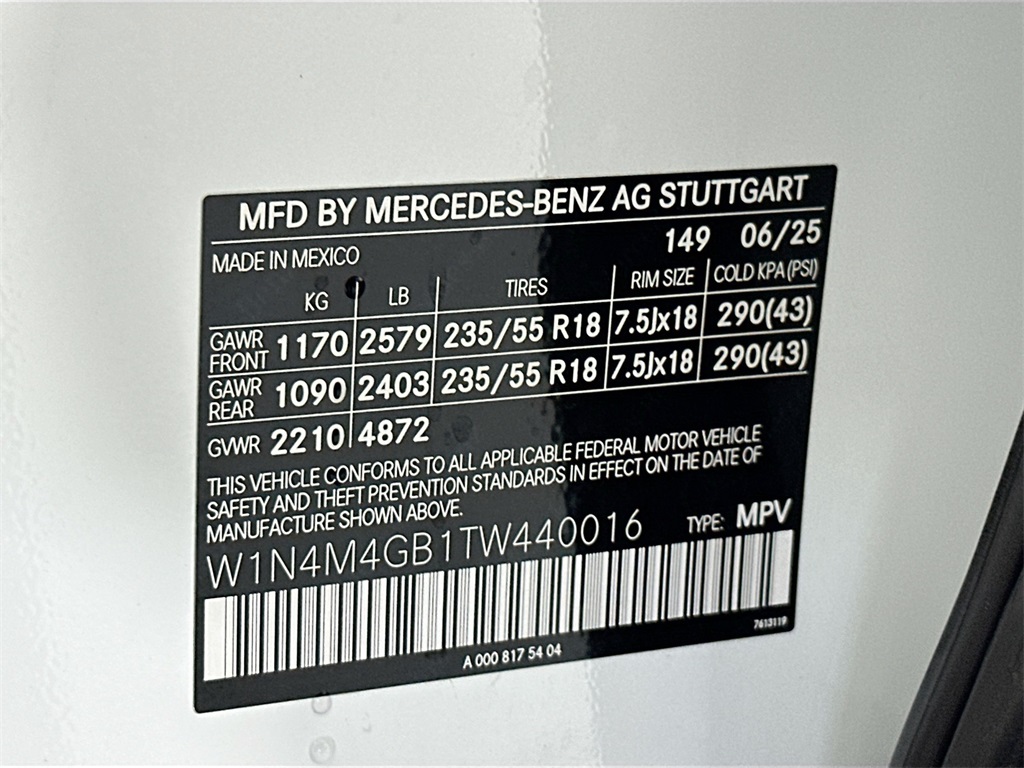 MFD BY MERCEDES-BENZ AG STUTTGART
MADE IN MEXICO 149 06/25
KG LB TIRES RIM SIZE COLD KPA (PSI)
GAWR FRONT 1170 2579 235/55 R18 7.5Jx18 290(43)
GAWR REAR 1090 2403 235/55 R18 7.5Jx18 290(43)
GVWR 2210 4872
THIS VEHICLE CONFORMS TO ALL APPLICABLE FEDERAL MOTOR VEHICLE
SAFETY AND THEFT PREVENTION STANDARDS IN EFFECT ON THE DATE OF
MANUFACTURE SHOWN ABOVE.
W1N4M4GB1TW440016 TYPE: MPV
7613119
A 000 817 54 04